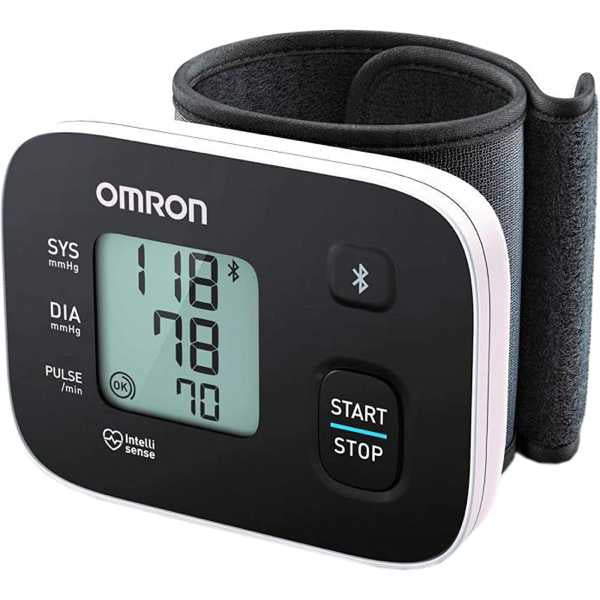 OMRON
SYS
mmHg
118
DIA
mmHg
78
PULSE
/min
OK
70
Intelli
sense
START
STOP